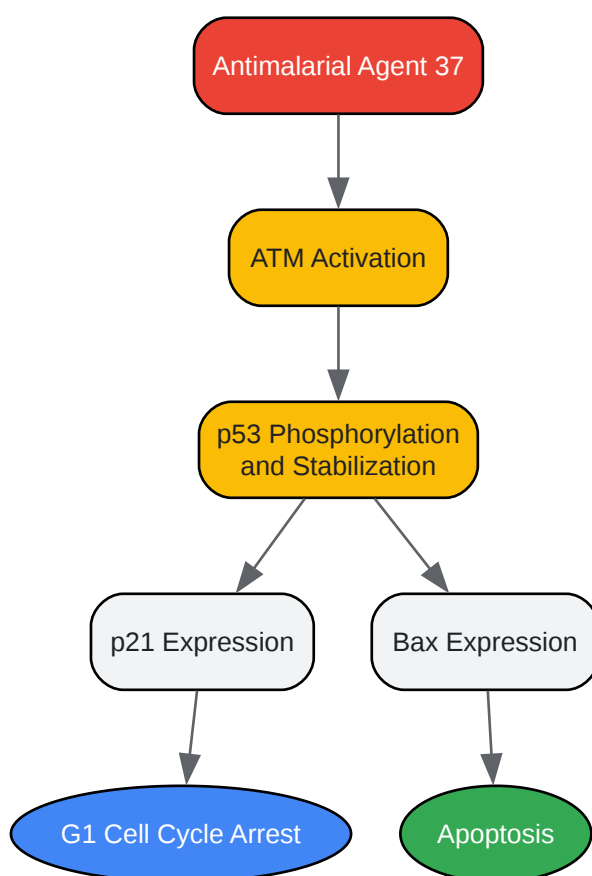 Antimalarial Agent 37
ATM Activation
p53 Phosphorylation
and Stabilization
p21 Expression
Bax Expression
G1 Cell Cycle Arrest
Apoptosis